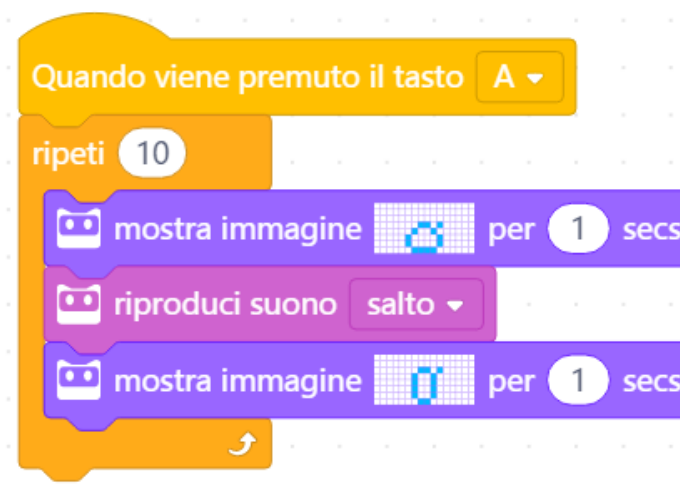 Quando viene premuto il tasto A
ripeti 10
mostra immagine per 1 secs
riproduci suono salto
mostra immagine per 1 secs